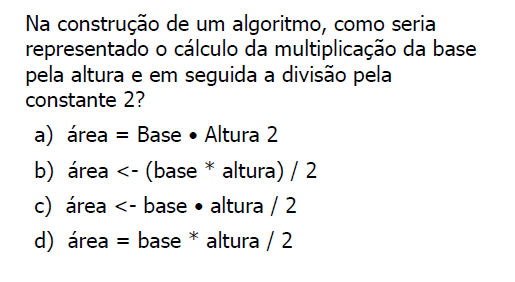 Na construção de um algoritmo, como seria
representado o cálculo da multiplicação da base
pela altura e em seguida a divisão pela
constante 2?
a) área = Base • Altura 2
b) área <- (base * altura) / 2
c) área <- base • altura / 2
d) área = base * altura / 2